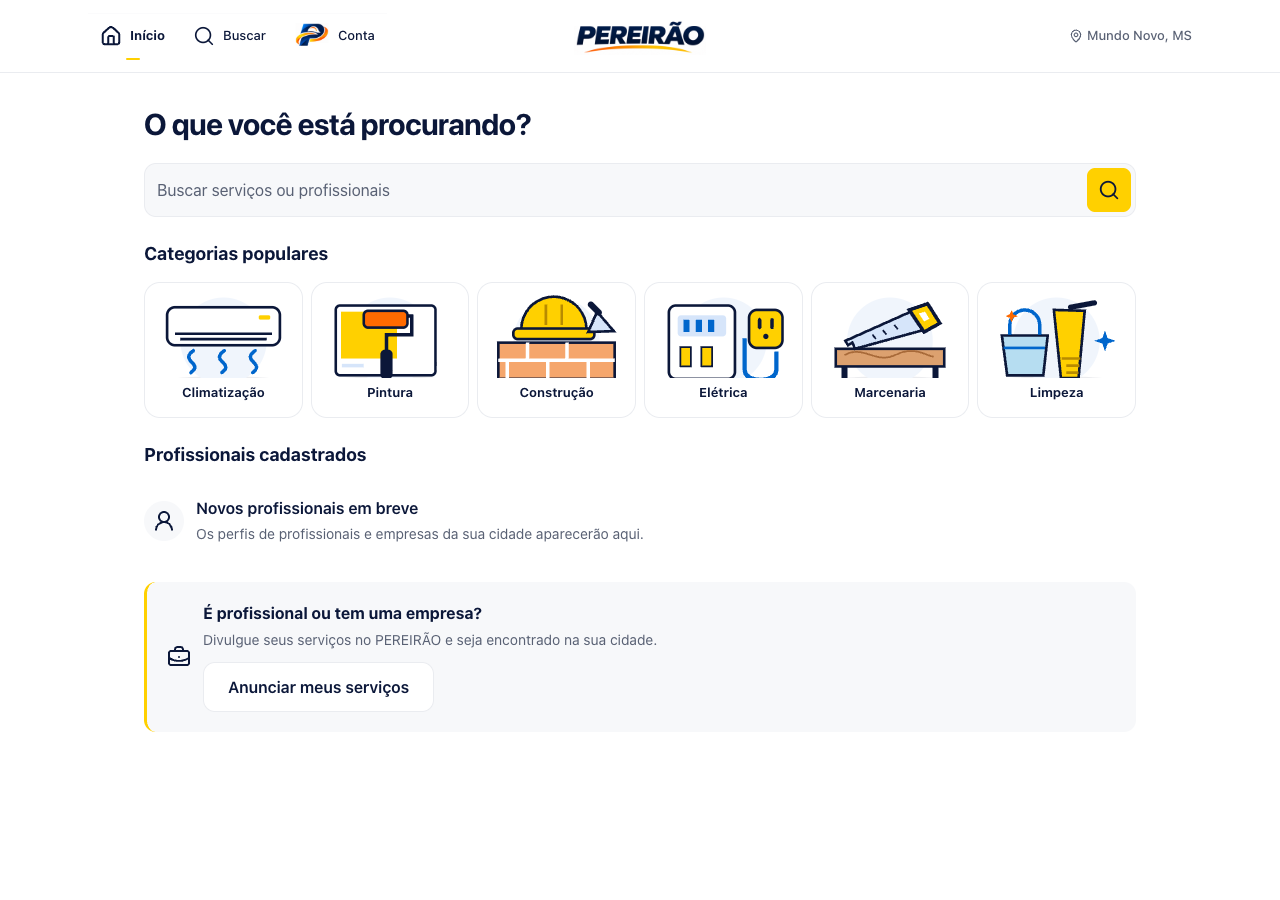 Início
Buscar
Conta
PEREIRÃO
Mundo Novo, MS
O que você está procurando?
Buscar serviços ou profissionais
Categorias populares
Climatização
Pintura
Construção
Elétrica
Marcenaria
Limpeza
Profissionais cadastrados
Novos profissionais em breve
Os perfis de profissionais e empresas da sua cidade aparecerão aqui.
É profissional ou tem uma empresa?
Divulgue seus serviços no PEREIRÃO e seja encontrado na sua cidade.
Anunciar meus serviços